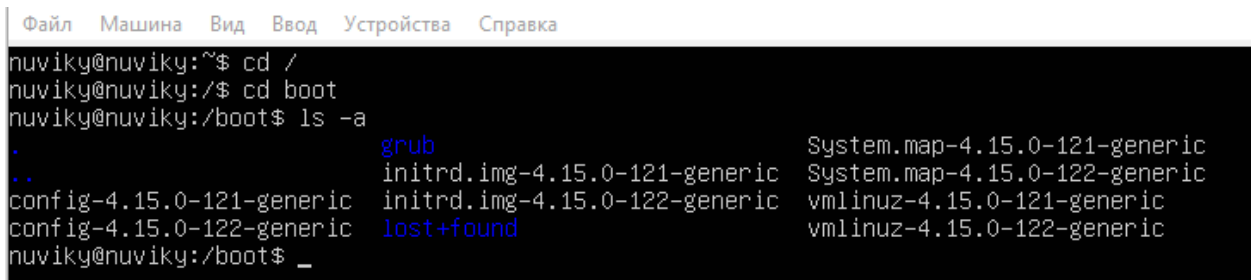 Файл Машина Вид Ввод Устройства Справка
nuviky@nuviky:~$ cd /
nuviky@nuviky:/$ cd boot
nuviky@nuviky:/boot$ ls -a
. grub System.map-4.15.0-121-generic
.. initrd.img-4.15.0-121-generic System.map-4.15.0-122-generic
config-4.15.0-121-generic initrd.img-4.15.0-122-generic vmlinuz-4.15.0-121-generic
config-4.15.0-122-generic lost+found vmlinuz-4.15.0-122-generic
nuviky@nuviky:/boot$ _